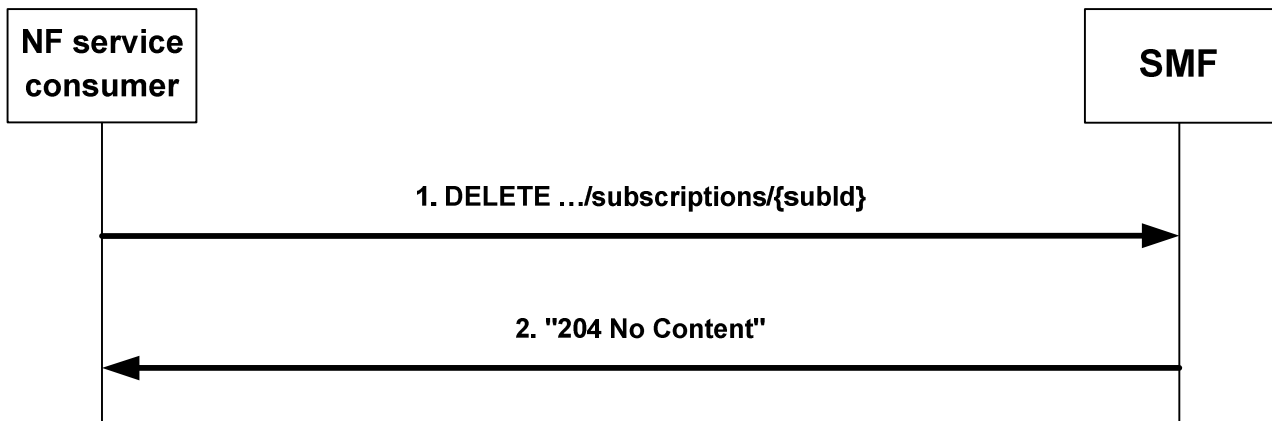 NF service
consumer
SMF
1. DELETE …/subscriptions/{subId}
2. "204 No Content"